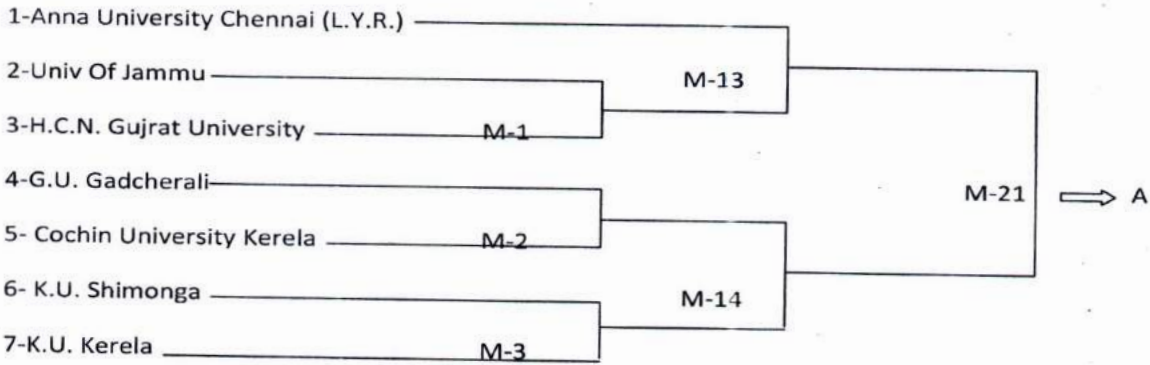 1-Anna University Chennai (L.Y.R.)
2-Univ Of Jammu
M-13
3-H.C.N. Gujrat University
M-1
4-G.U. Gadcherali
M-21
A
5- Cochin University Kerela
M-2
6- K.U. Shimonga
M-14
7-K.U. Kerela
M-3